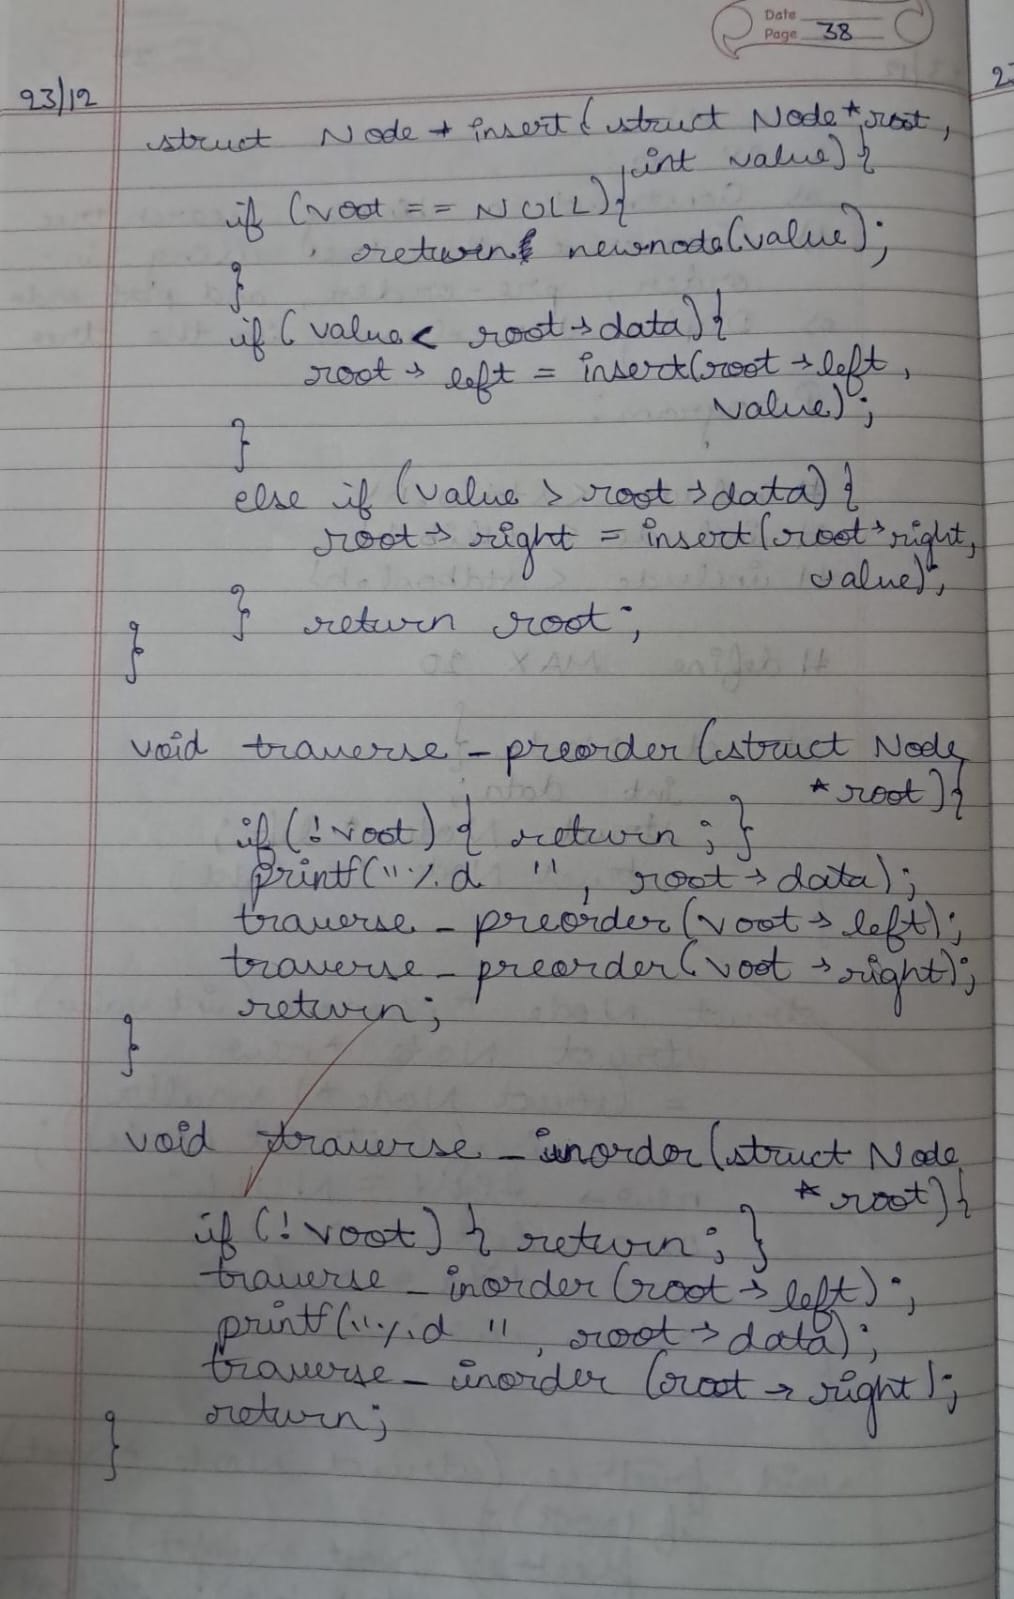 Date
Page 38
23/12
struct Node * insert(struct Node *root,
int value){
if (root == NULL){
return newnode(value);
}
if (value < root->data){
root -> left = insert(root->left,
value);
}
else if (value > root->data){
root-> right = insert(root->right,
value);
} return root;
}
void traverse_preorder(struct Node
*root){
if(!root) { return; }
printf("%d ", root->data);
traverse_preorder(root->left);
traverse_preorder(root->right);
return;
}
void traverse_inorder(struct Node
*root){
if (!root) { return; }
traverse_inorder(root->left);
printf("%d ", root->data);
traverse_inorder (root->right);
return;
}